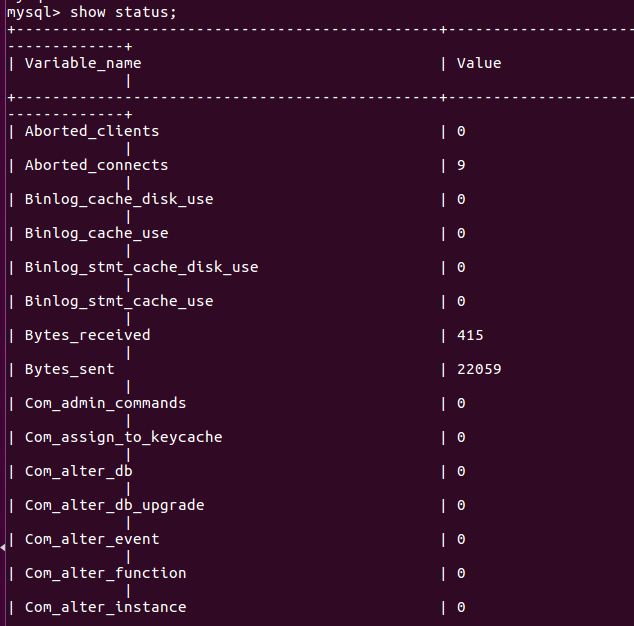 mysql> show status;
+-----------------------------------------------+---------------------
-------------+
| Variable_name | Value
|
+-----------------------------------------------+---------------------
-------------+
| Aborted_clients | 0
|
| Aborted_connects | 9
|
| Binlog_cache_disk_use | 0
|
| Binlog_cache_use | 0
|
| Binlog_stmt_cache_disk_use | 0
|
| Binlog_stmt_cache_use | 0
|
| Bytes_received | 415
|
| Bytes_sent | 22059
|
| Com_admin_commands | 0
|
| Com_assign_to_keycache | 0
|
| Com_alter_db | 0
|
| Com_alter_db_upgrade | 0
|
| Com_alter_event | 0
|
| Com_alter_function | 0
|
| Com_alter_instance | 0